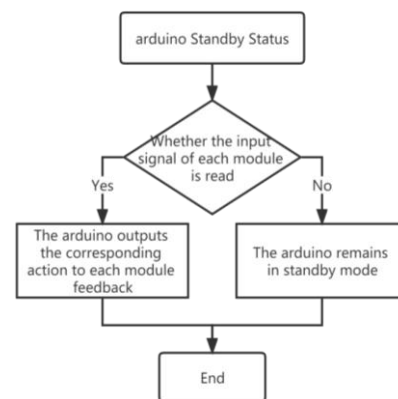 arduino Standby Status
Whether the input
signal of each module
is read
Yes
No
The arduino outputs
the corresponding
action to each module
feedback
The arduino remains
in standby mode
End